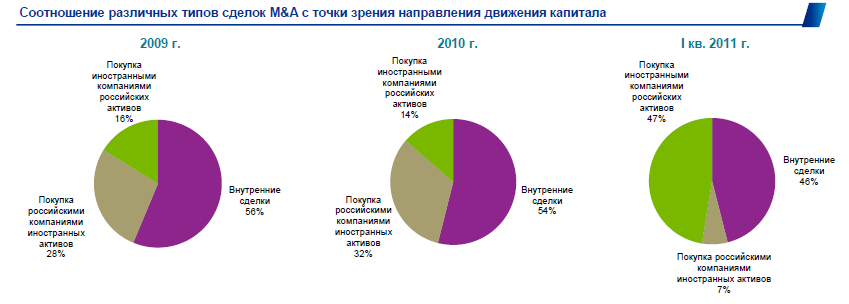 Соотношение различных типов сделок M&A с точки зрения направления движения капитала
2009 г.
Покупка
иностранными
компаниями
российских
активов
16%
Внутренние
сделки
56%
Покупка
российскими
компаниями
иностранных
активов
28%
2010 г.
Покупка
иностранными
компаниями
российских
активов
14%
Внутренние
сделки
54%
Покупка
российскими
компаниями
иностранных
активов
32%
I кв. 2011 г.
Покупка
иностранными
компаниями
российских
активов
47%
Внутренние
сделки
46%
Покупка российскими
компаниями
иностранных активов
7%